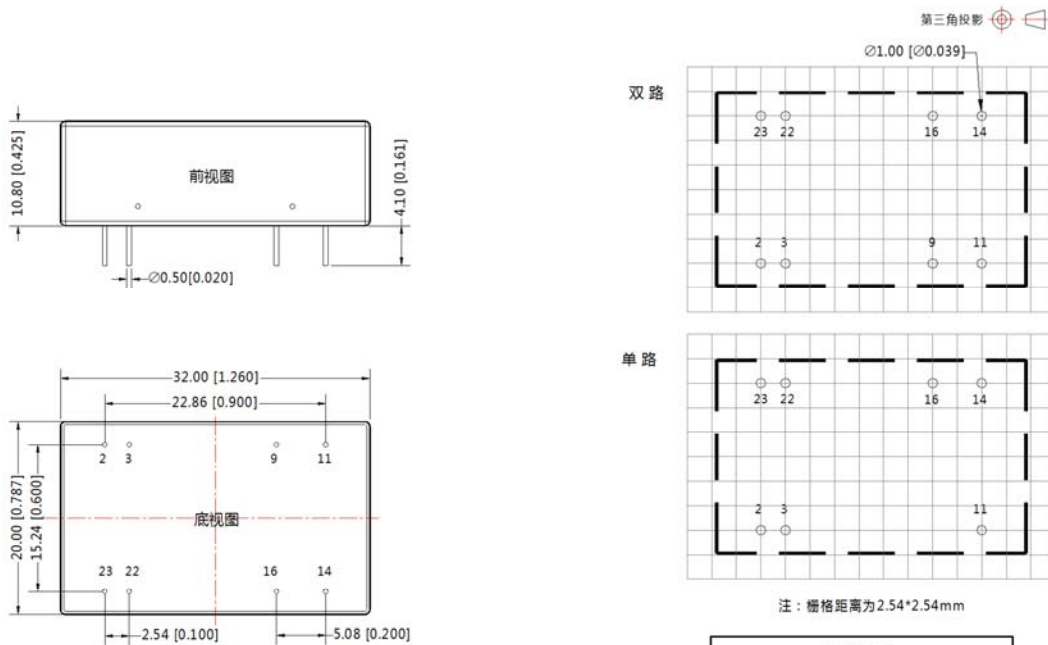 第三角投影
∅1.00 [∅0.039]
双 路
23 22 16 14
2 3 9 11
10.80 [0.425]
前视图
4.10 [0.161]
∅0.50[0.020]
单 路
23 22 16 14
2 3 11
注：栅格距离为2.54*2.54mm
32.00 [1.260]
22.86 [0.900]
2 3 9 11
20.00 [0.787]
15.24 [0.600]
底视图
23 22 16 14
2.54 [0.100]
5.08 [0.200]